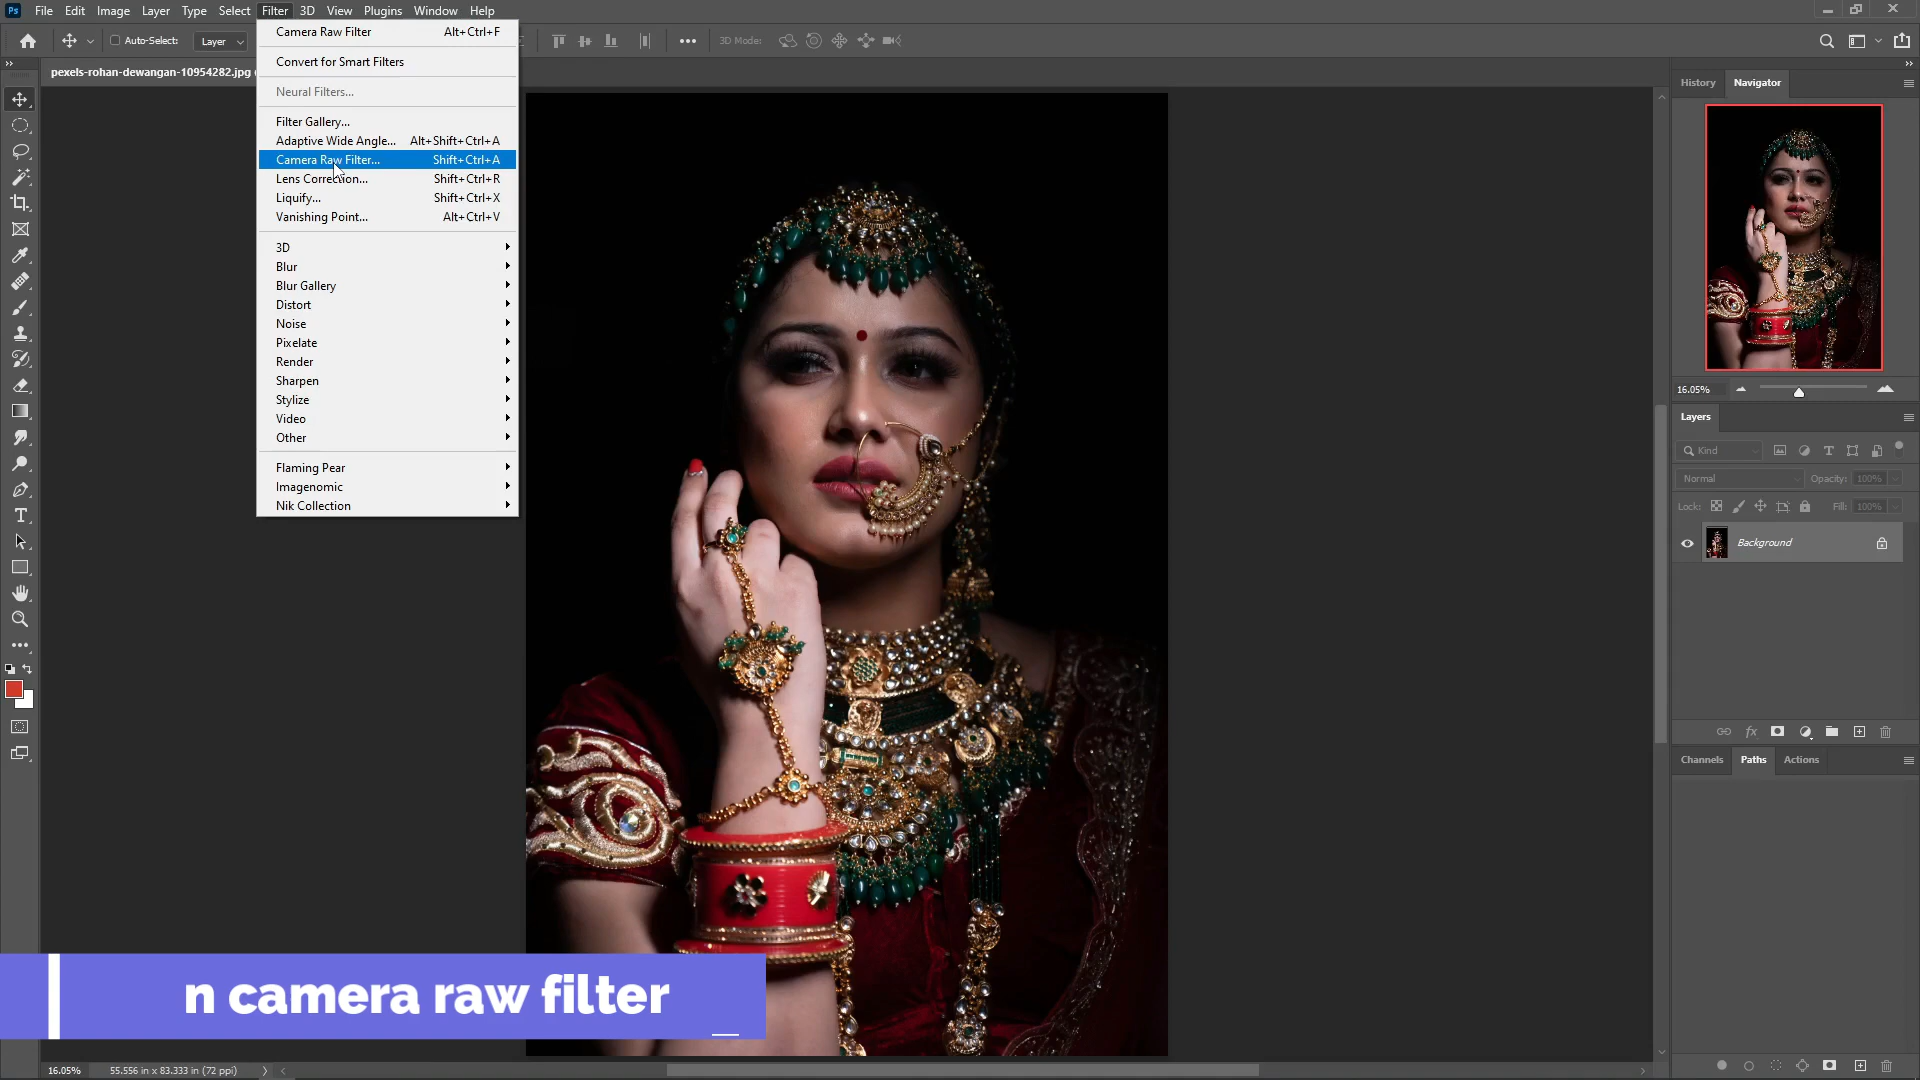 Ps File Edit Image Layer Type Select Filter 3D View Plugins Window Help
Auto-Select: Layer 3D Mode:
pexels-rohan-dewangan-10954282.jpg
Camera Raw Filter Alt+Ctrl+F
Convert for Smart Filters
Neural Filters...
Filter Gallery...
Adaptive Wide Angle... Alt+Shift+Ctrl+A
Camera Raw Filter... Shift+Ctrl+A
Lens Correction... Shift+Ctrl+R
Liquify... Shift+Ctrl+X
Vanishing Point... Alt+Ctrl+V
3D
Blur
Blur Gallery
Distort
Noise
Pixelate
Render
Sharpen
Stylize
Video
Other
Flaming Pear
Imagenomic
Nik Collection
History Navigator
16.05%
Layers
Kind
Normal Opacity: 100%
Lock: Fill: 100%
Background
fx
Channels Paths Actions
n camera raw filter
16.05% 55.556 in x 83.333 in (72 ppi)